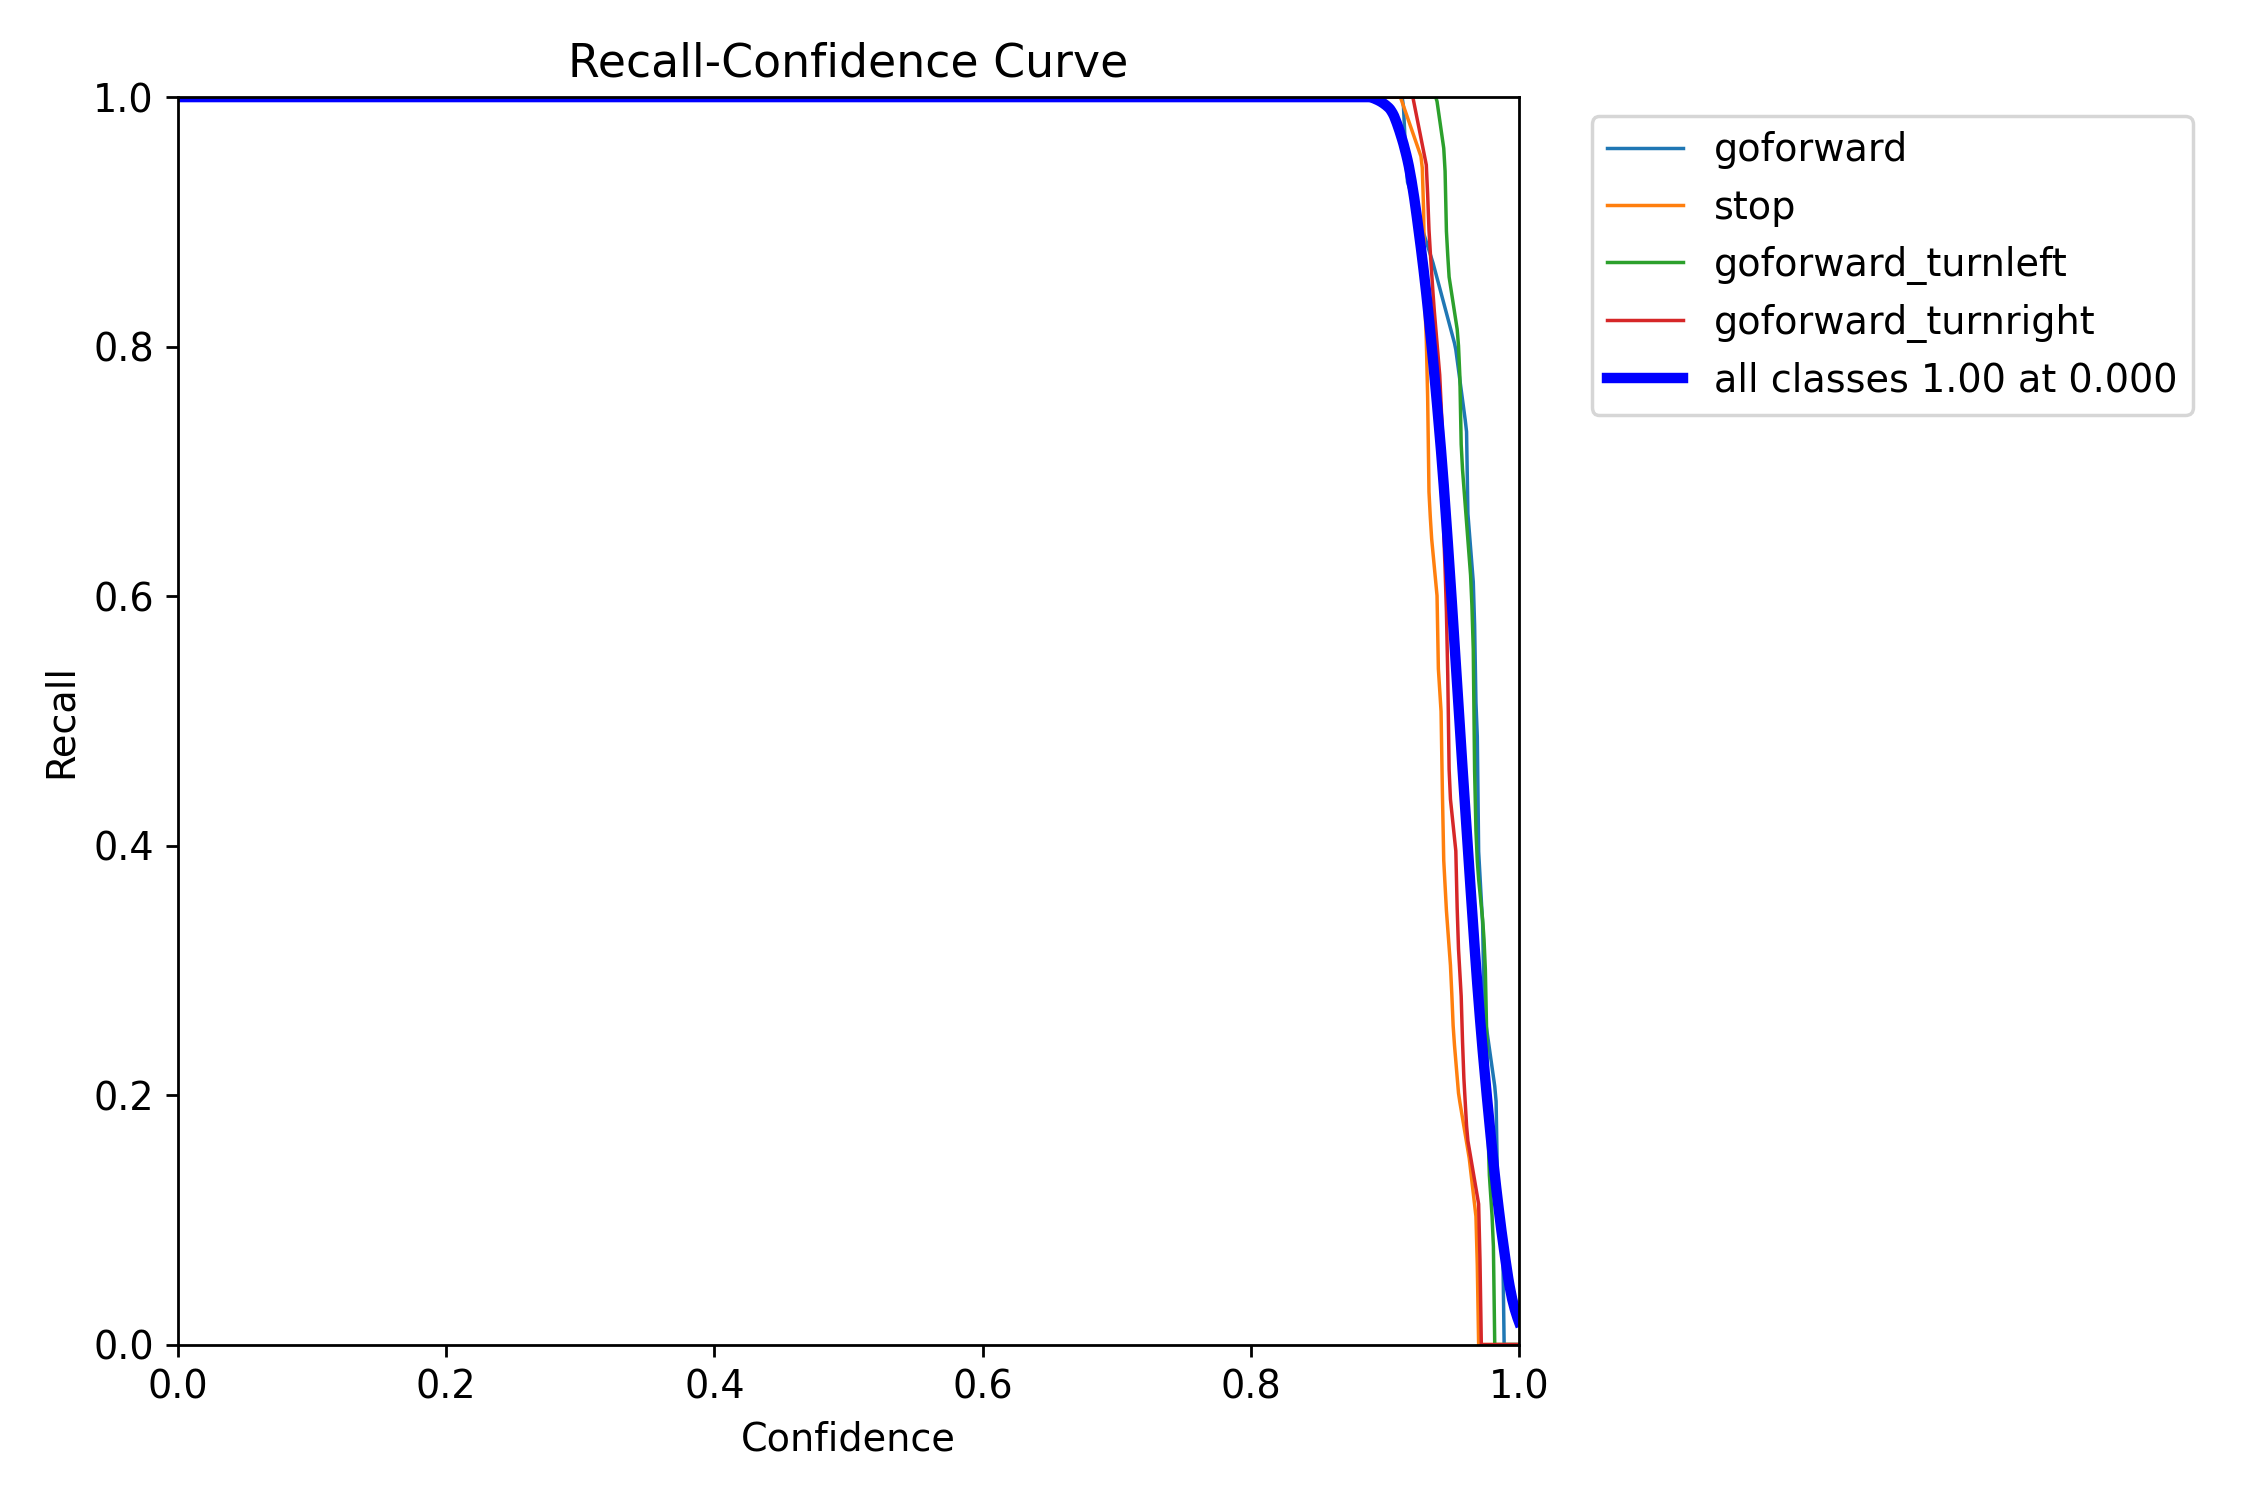 Recall-Confidence Curve
1.0
0.8
0.6
0.4
0.2
0.0
Recall
0.0 0.2 0.4 0.6 0.8 1.0
Confidence
goforward
stop
goforward_turnleft
goforward_turnright
all classes 1.00 at 0.000